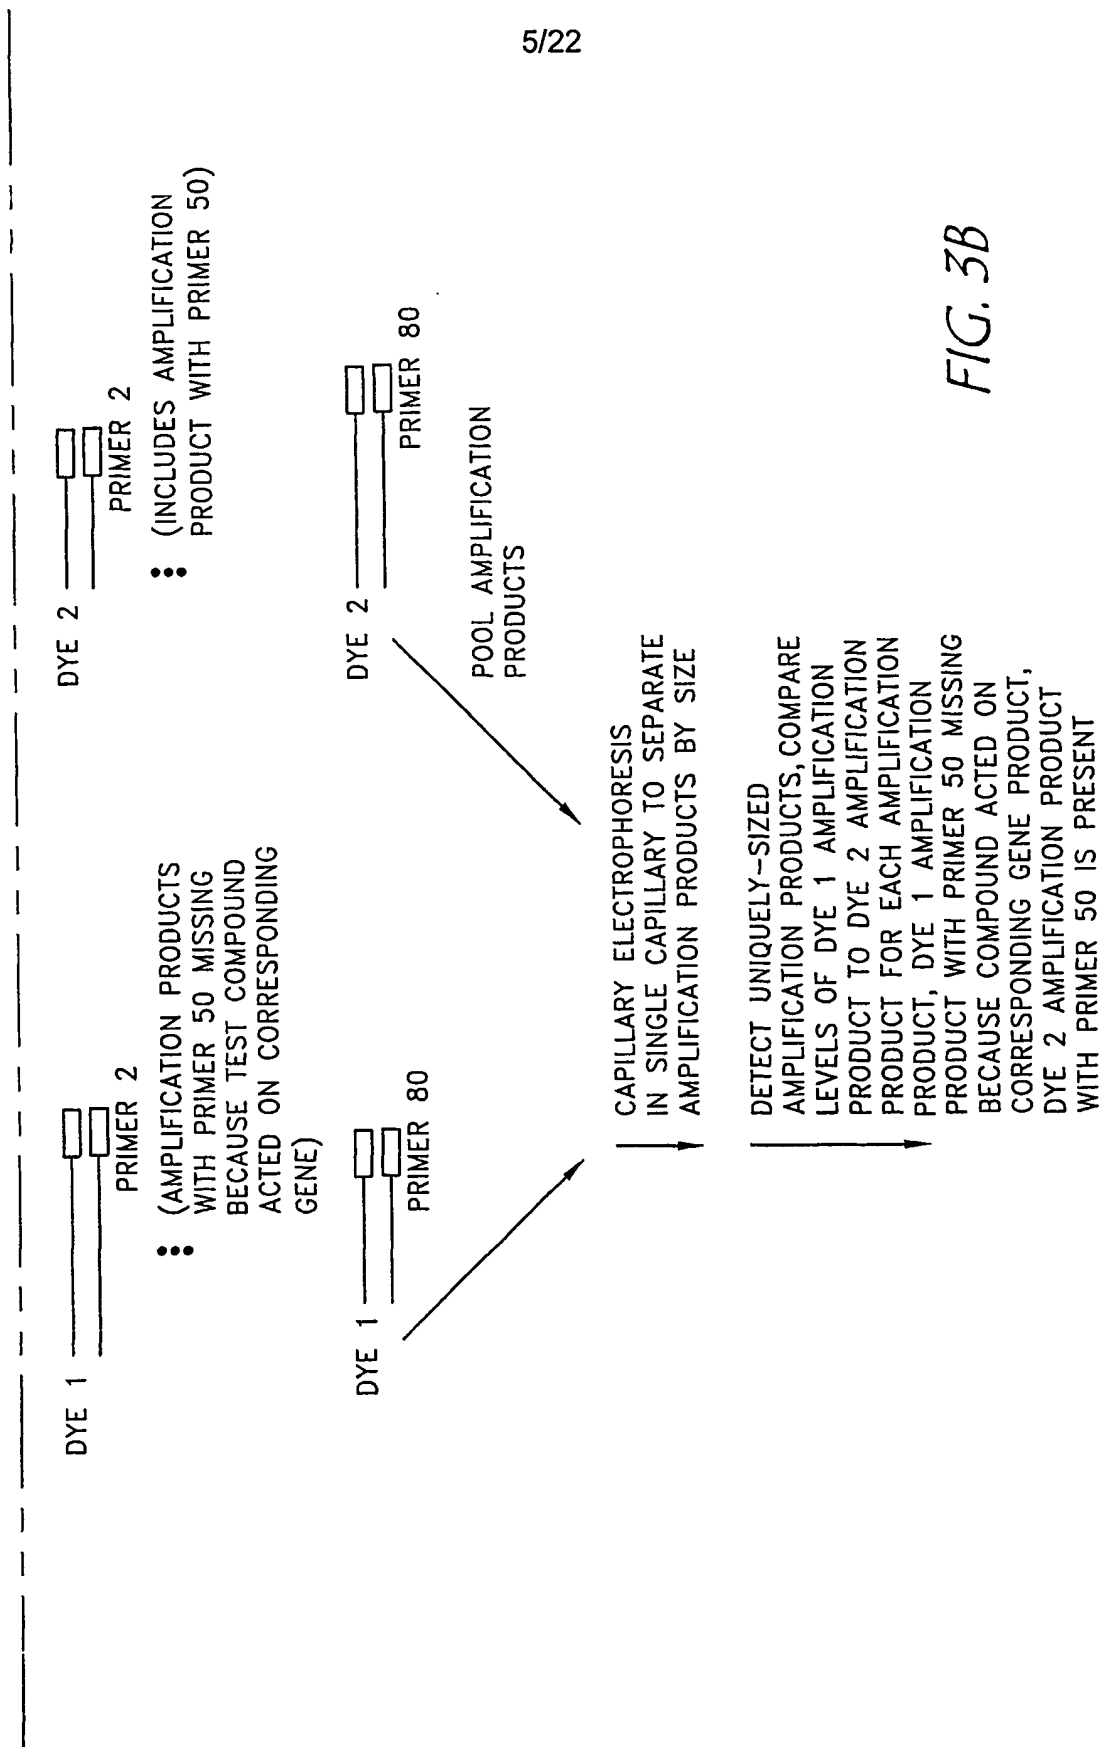 5/22
DYE 1
PRIMER 2
(AMPLIFICATION PRODUCTS
WITH PRIMER 50 MISSING
BECAUSE TEST COMPOUND
ACTED ON CORRESPONDING
GENE)
DYE 1
PRIMER 80
DYE 2
PRIMER 2
(INCLUDES AMPLIFICATION
PRODUCT WITH PRIMER 50)
DYE 2
PRIMER 80
POOL AMPLIFICATION
PRODUCTS
CAPILLARY ELECTROPHORESIS
IN SINGLE CAPILLARY TO SEPARATE
AMPLIFICATION PRODUCTS BY SIZE
DETECT UNIQUELY-SIZED
AMPLIFICATION PRODUCTS, COMPARE
LEVELS OF DYE 1 AMPLIFICATION
PRODUCT TO DYE 2 AMPLIFICATION
PRODUCT FOR EACH AMPLIFICATION
PRODUCT, DYE 1 AMPLIFICATION
PRODUCT WITH PRIMER 50 MISSING
BECAUSE COMPOUND ACTED ON
CORRESPONDING GENE PRODUCT,
DYE 2 AMPLIFICATION PRODUCT
WITH PRIMER 50 IS PRESENT
FIG. 3B